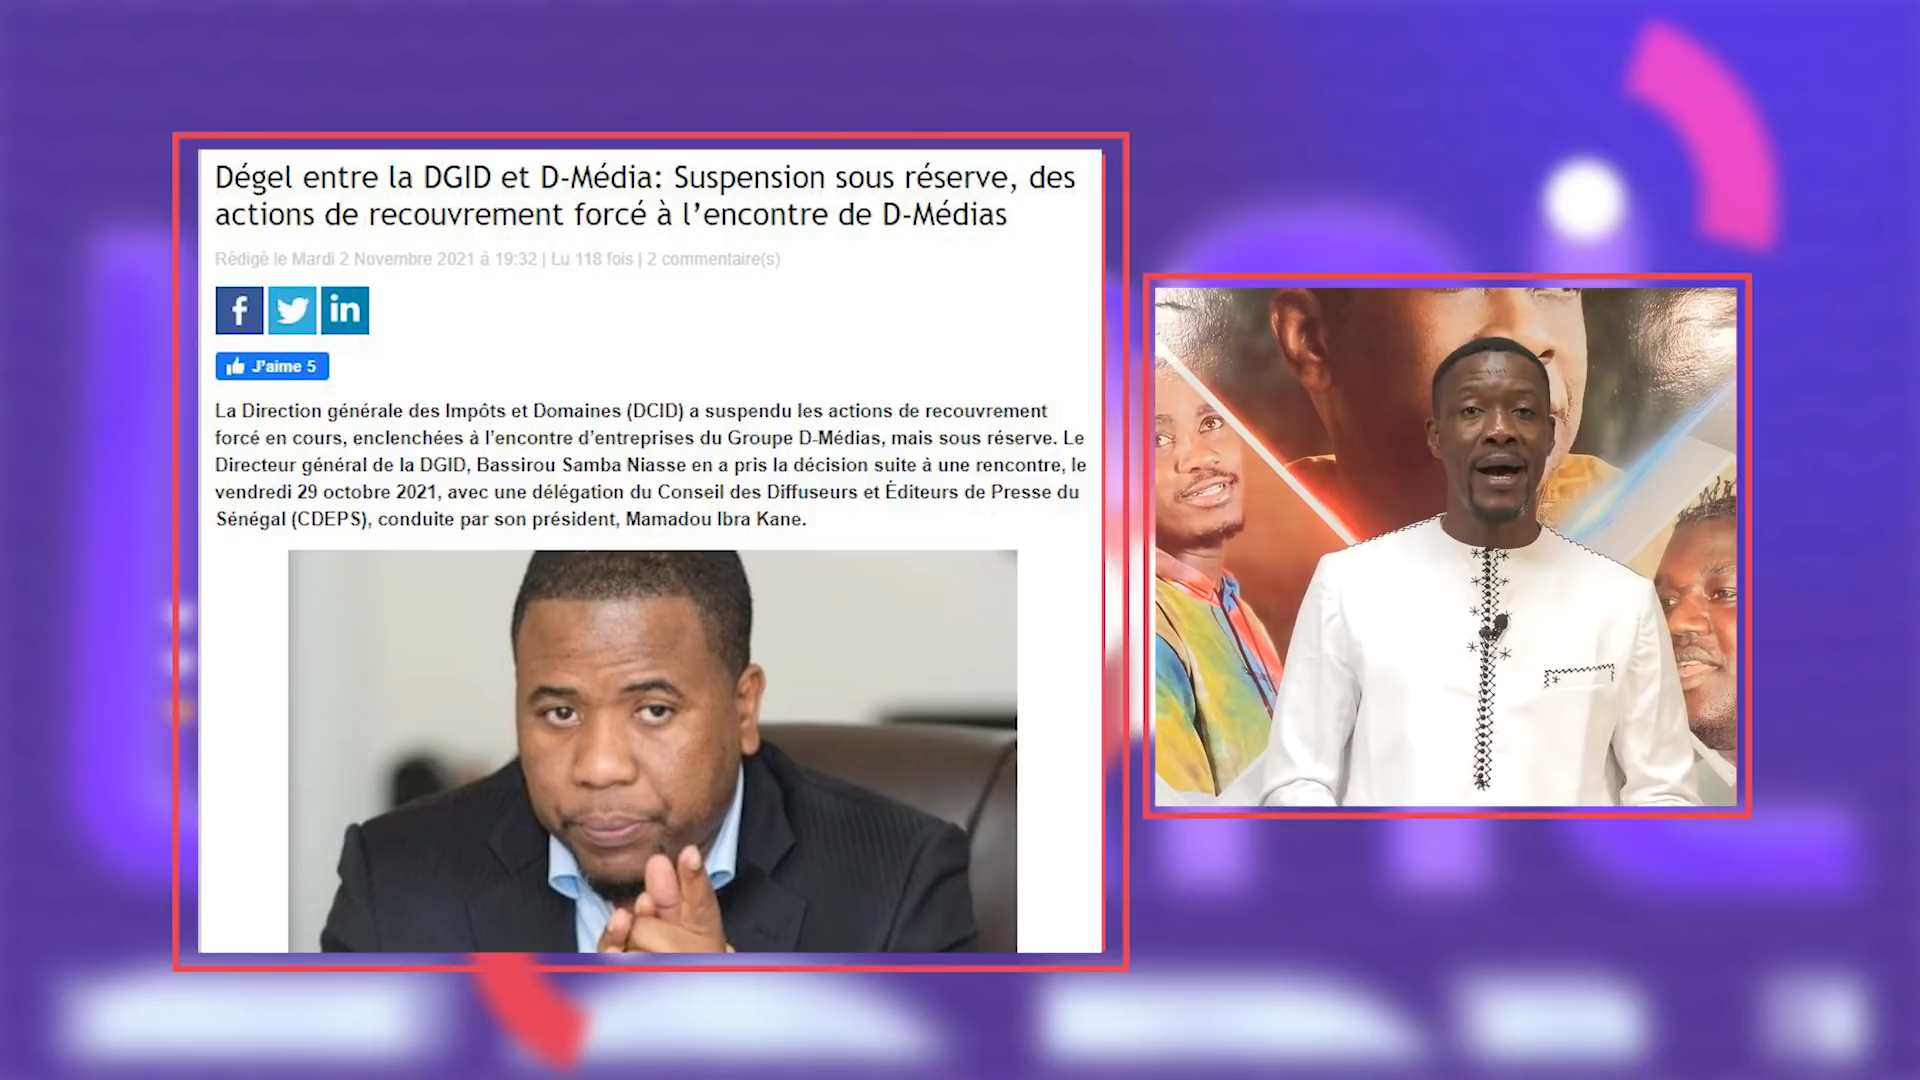 Dégel entre la DGID et D-Média: Suspension sous réserve, des
actions de recouvrement forcé à l’encontre de D-Médias
Rédigé le Mardi 2 Novembre 2021 à 19:32 | Lu 118 fois | 2 commentaire(s)
f in
J'aime 5
La Direction générale des Impôts et Domaines (DCID) a suspendu les actions de recouvrement
forcé en cours, enclenchées à l’encontre d’entreprises du Groupe D-Médias, mais sous réserve. Le
Directeur général de la DGID, Bassirou Samba Niasse en a pris la décision suite à une rencontre, le
vendredi 29 octobre 2021, avec une délégation du Conseil des Diffuseurs et Éditeurs de Presse du
Sénégal (CDEPS), conduite par son président, Mamadou Ibra Kane.